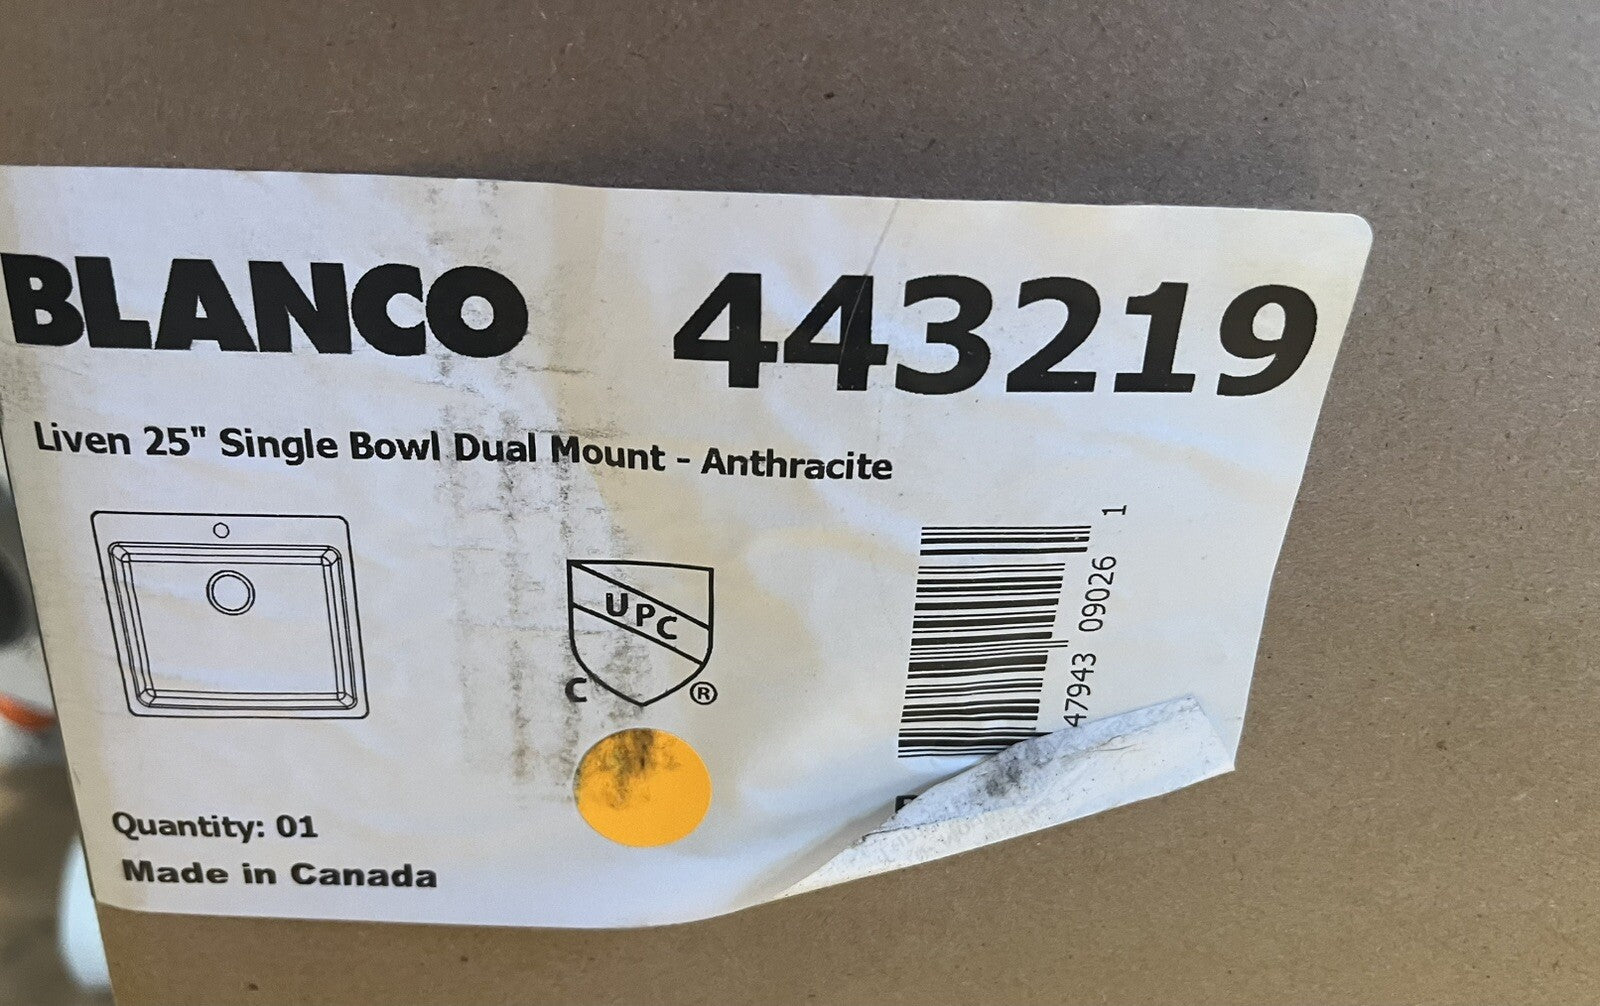 BLANCO 443219
Liven 25" Single Bowl Dual Mount - Anthracite
UPC
C ®
47943 09026 1
Quantity: 01
Made in Canada